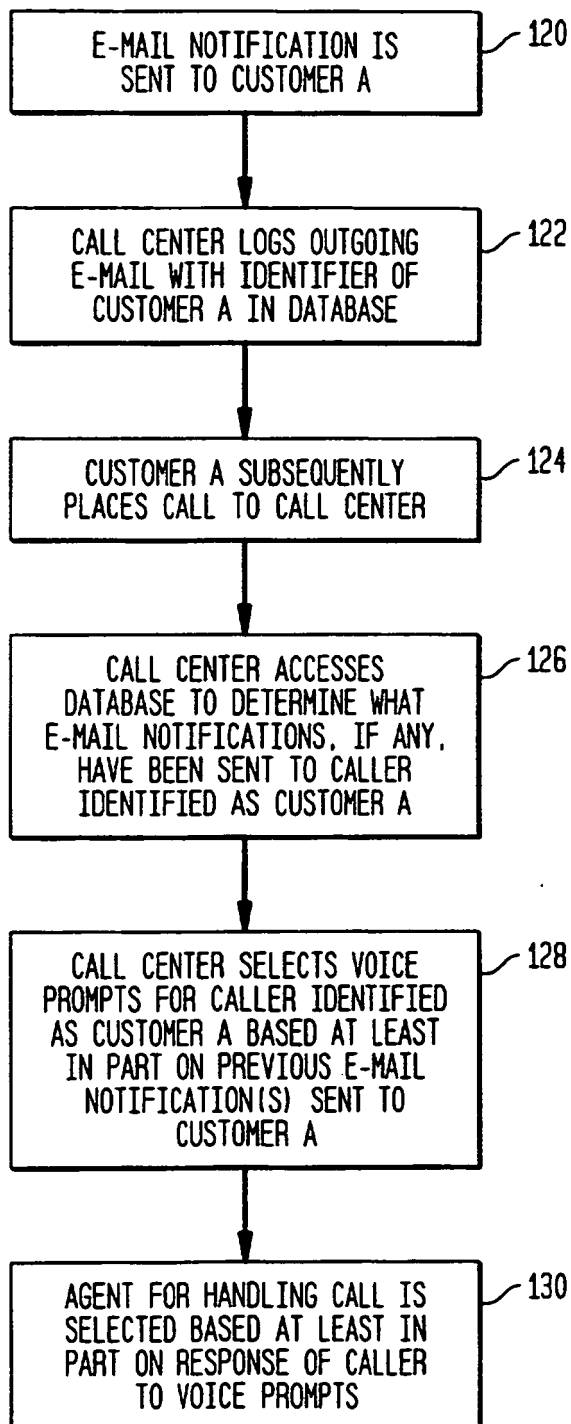 E-MAIL NOTIFICATION IS
SENT TO CUSTOMER A
120
CALL CENTER LOGS OUTGOING
E-MAIL WITH IDENTIFIER OF
CUSTOMER A IN DATABASE
122
CUSTOMER A SUBSEQUENTLY
PLACES CALL TO CALL CENTER
124
CALL CENTER ACCESSES
DATABASE TO DETERMINE WHAT
E-MAIL NOTIFICATIONS, IF ANY,
HAVE BEEN SENT TO CALLER
IDENTIFIED AS CUSTOMER A
126
CALL CENTER SELECTS VOICE
PROMPTS FOR CALLER IDENTIFIED
AS CUSTOMER A BASED AT LEAST
IN PART ON PREVIOUS E-MAIL
NOTIFICATION(S) SENT TO
CUSTOMER A
128
AGENT FOR HANDLING CALL IS
SELECTED BASED AT LEAST IN
PART ON RESPONSE OF CALLER
TO VOICE PROMPTS
130